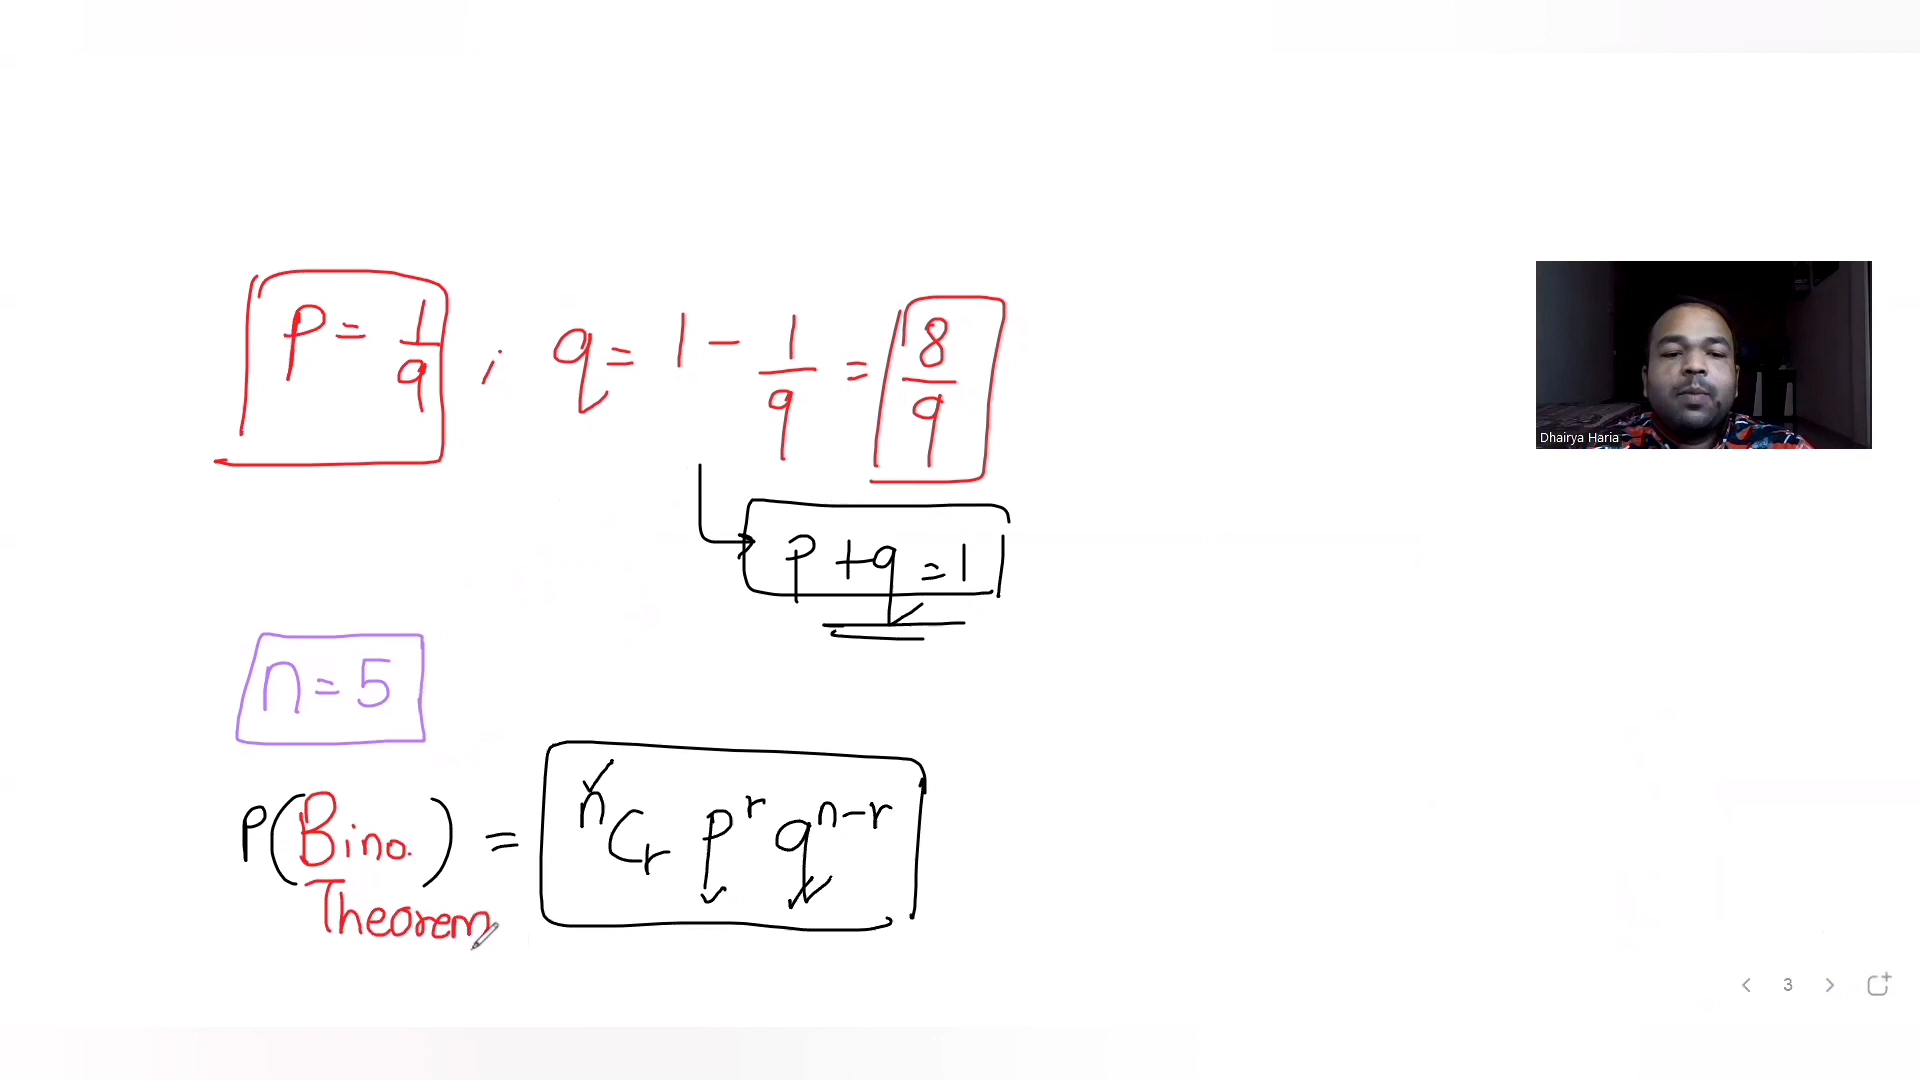 p = 1/9 ; q = 1 - 1/9 = 8/9
p + q = 1
n = 5
P(Bino. Theorem) = ⁿCᵣ pʳ qⁿ⁻ʳ
Dhairya Haria
3